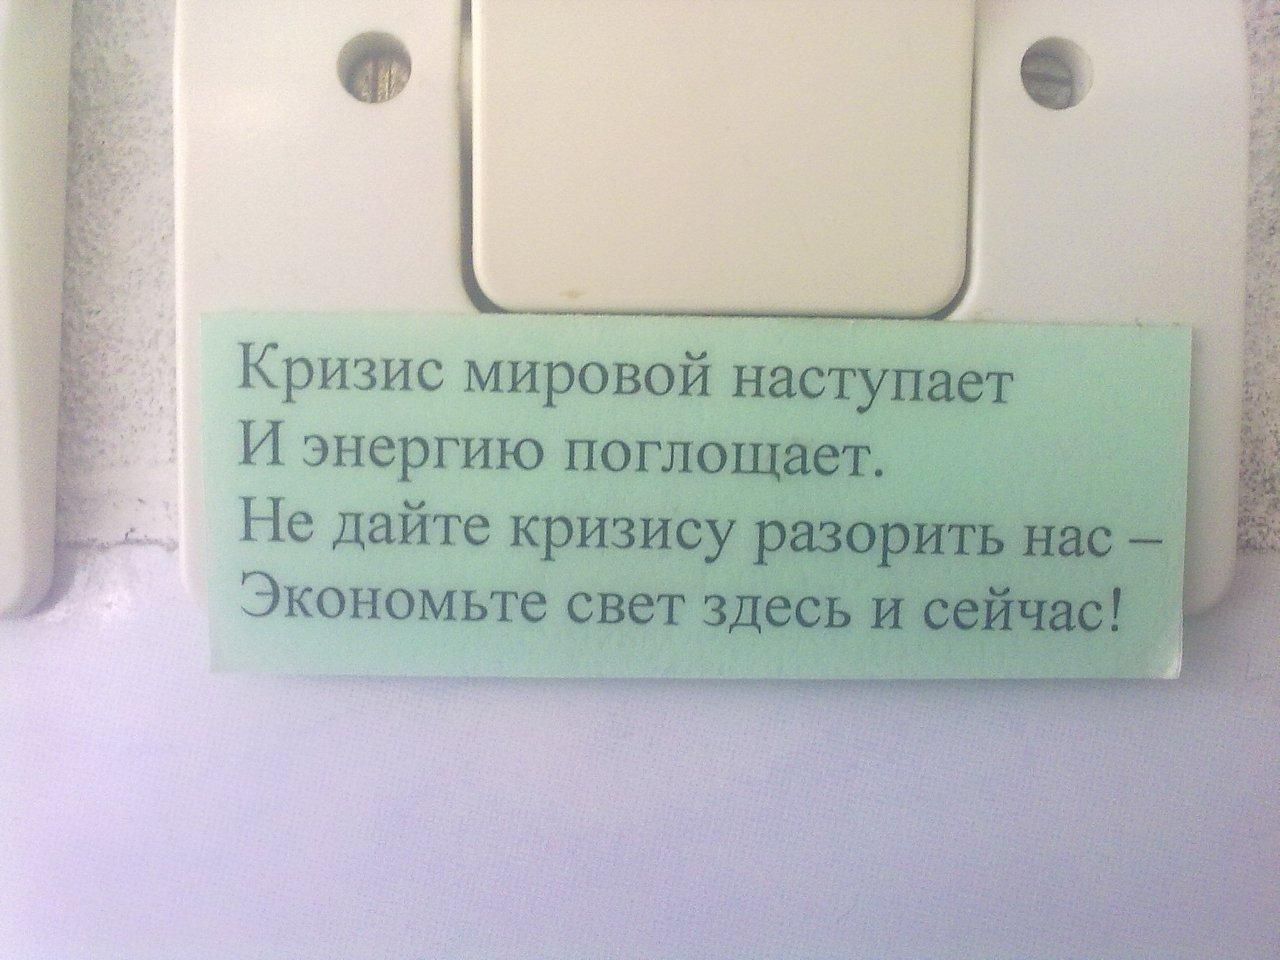 Кризис мировой наступает
И энергию поглощает.
Не дайте кризису разорить нас –
Экономьте свет здесь и сейчас!